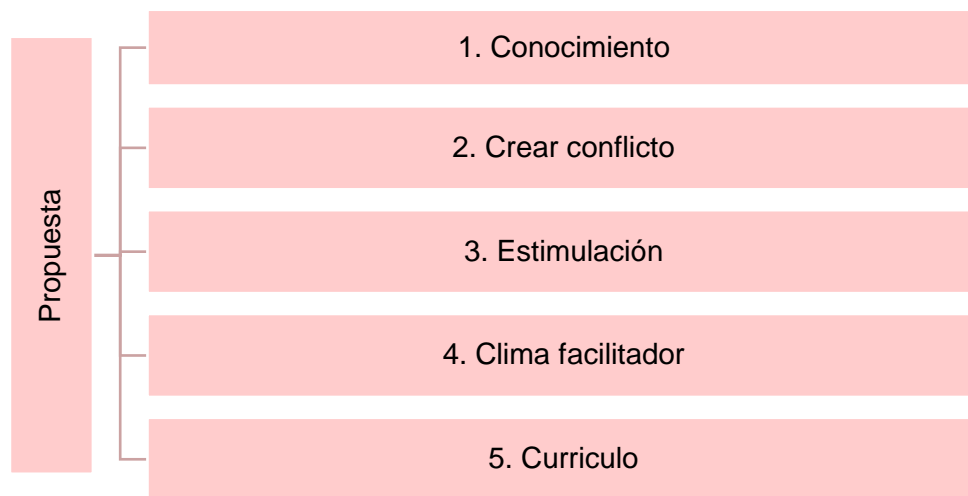 Propuesta
1. Conocimiento
2. Crear conflicto
3. Estimulación
4. Clima facilitador
5. Curriculo